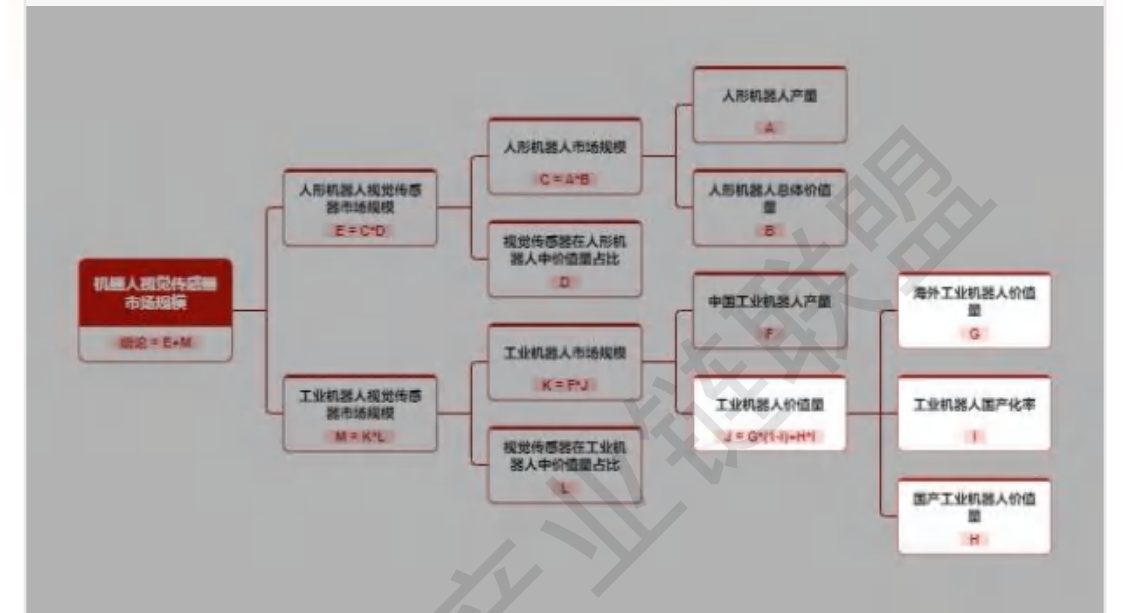 机器人视觉传感器
市场规模
结论 = E+M
人形机器人视觉传感
器市场规模
E = C*D
工业机器人视觉传感
器市场规模
M = K*L
人形机器人市场规模
C = A*B
视觉传感器在人形机
器人中价值量占比
D
工业机器人市场规模
K = F*J
视觉传感器在工业机
器人中价值量占比
L
人形机器人产量
A
人形机器人总体价值
量
B
中国工业机器人产量
F
工业机器人价值量
J = G*(1-I)+H*I
海外工业机器人价值
量
G
工业机器人国产化率
I
国产工业机器人价值
量
H
产业链联盟